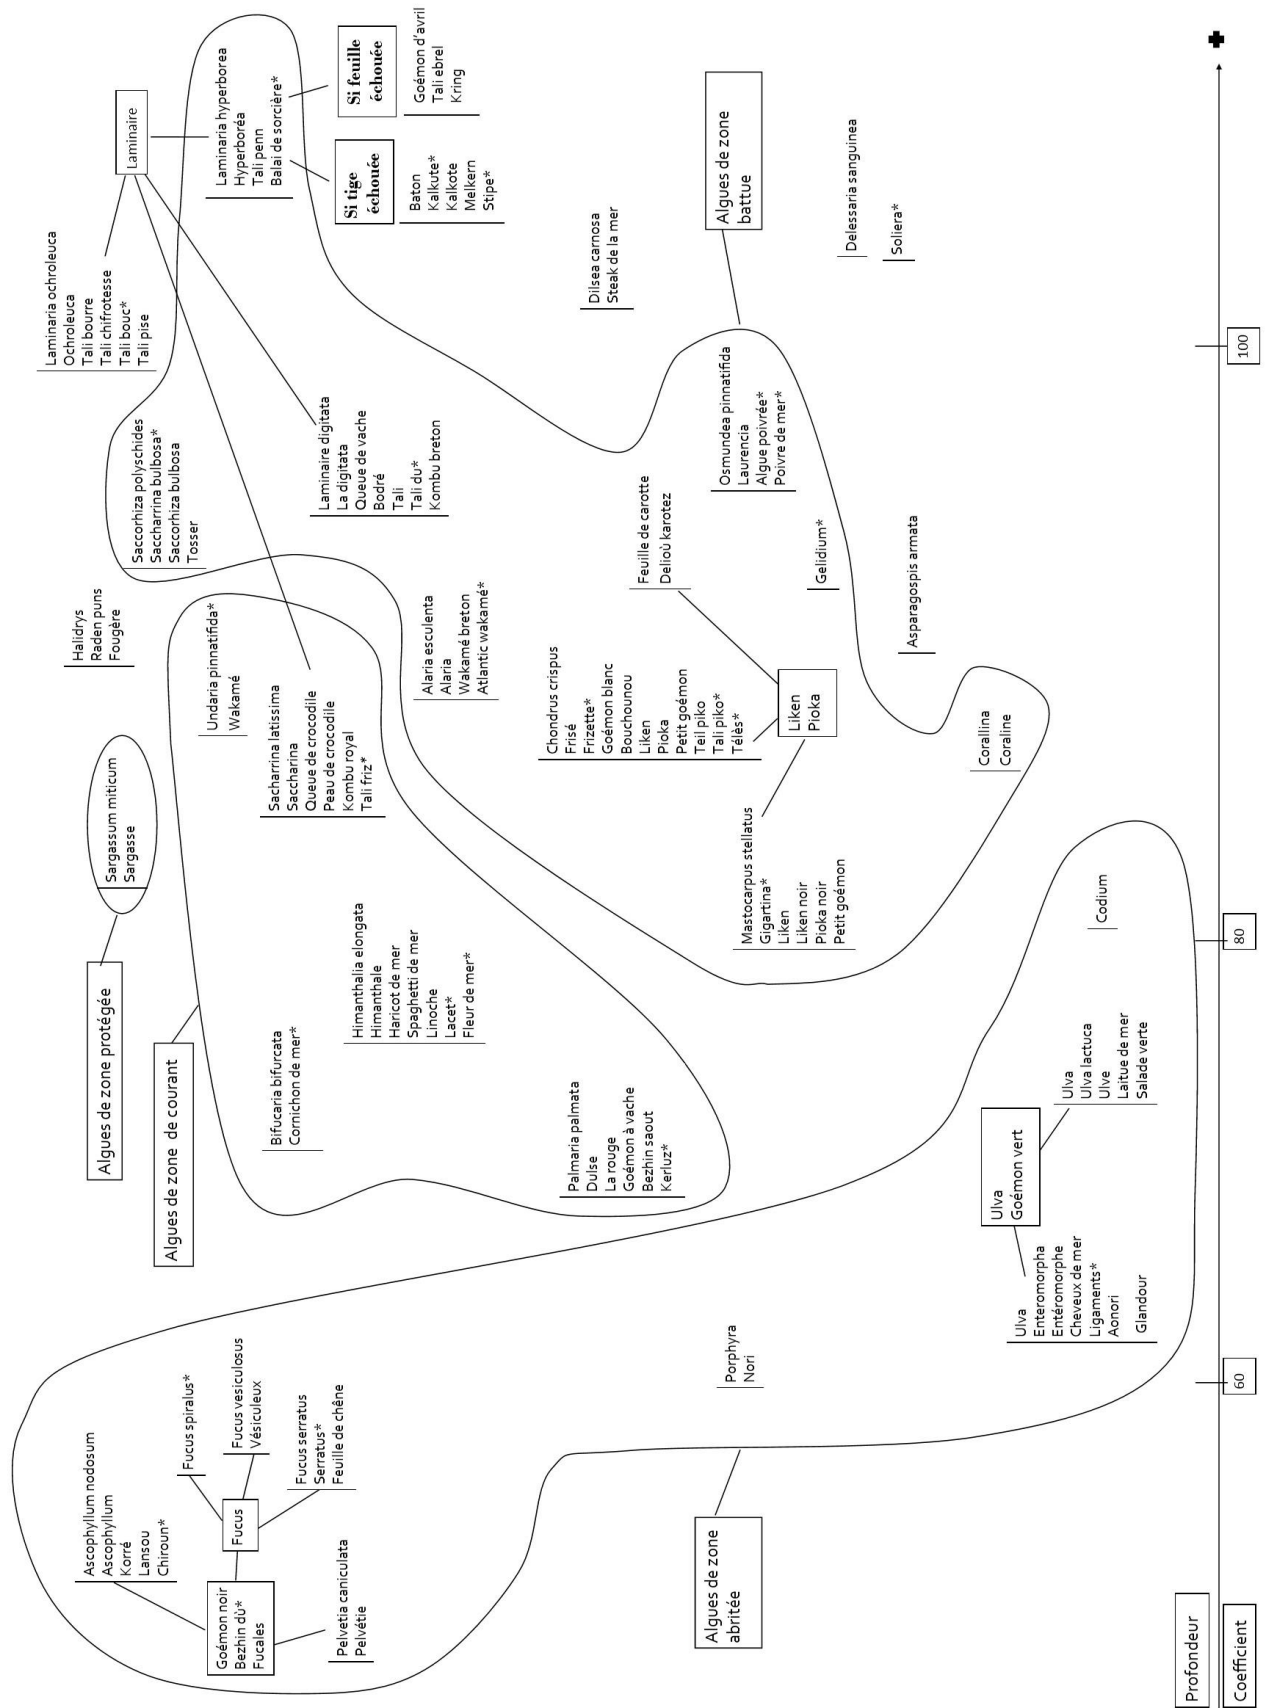 Algues de zone protégée
Sargassum miticum
Sargasse
Halidrys
Raden puns
Fougère
Laminaria ochroleuca
Ochroleuca
Tali bourre
Tali chifrotesse
Tali bouc*
Tali pise
Laminaire
Algues de zone de courant
Undaria pinnatifida*
Wakamé
Saccorhiza polyschides
Saccharrina bulbosa*
Saccorhiza bulbosa
Tosser
Laminaria hyperborea
Hyperboréa
Tali penn
Balai de sorcière*
Si tige
échouée
Baton
Kalkute*
Kalkote
Melkern
Stipe*
Si feuille
échouée
Goémon d’avril
Tali ebrel
Kring
Ascophyllum nodosum
Ascophyllum
Korré
Lansou
Chiroun*
Fucus spiralus*
Fucus
Fucus vesiculosus
Vésiculeux
Fucus serratus
Serratus*
Feuille de chêne
Goémon noir
Bezhin dù*
Fucales
Pelvetia caniculata
Pelvétie
Bifucaria bifurcata
Cornichon de mer*
Sacharrina latissima
Saccharina
Queue de crocodile
Peau de crocodile
Kombu royal
Tali friz*
Laminaire digitata
La digitata
Queue de vache
Bodré
Tali
Tali du*
Kombu breton
Himanthalia elongata
Himanthale
Haricot de mer
Spaghetti de mer
Linoche
Lacet*
Fleur de mer*
Alaria esculenta
Alaria
Wakamé breton
Atlantic wakamé*
Palmaria palmata
Dulse
La rouge
Goémon à vache
Bezhin saout
Kerluz*
Chondrus crispus
Frisé
Frizette*
Goémon blanc
Bouchounou
Liken
Pioka
Petit goémon
Teil piko
Tali piko*
Télès*
Feuille de carotte
Delioù karotez
Dilsea carnosa
Steak de la mer
Algues de zone
abritée
Porphyra
Nori
Mastocarpus stellatus
Gigartina*
Liken
Liken noir
Pioka noir
Petit goémon
Liken
Pioka
Osmundea pinnatifida
Laurencia
Algue poivrée*
Poivre de mer*
Algues de zone
battue
Gelidium*
Delessaria sanguinea
Soliera*
Asparagospis armata
Corallina
Coraline
Ulva
Goémon vert
Ulva
Enteromorpha
Entéromorphe
Cheveux de mer
Ligaments*
Aonori
Glandour
Ulva
Ulva lactuca
Ulve
Laitue de mer
Salade verte
Codium
Profondeur
Coefficient
60
80
100